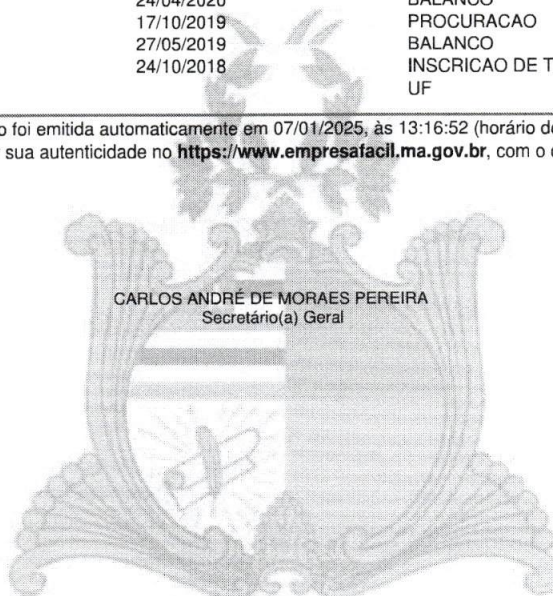 24/04/2020 BALANCO
17/10/2019 PROCURACAO
27/05/2019 BALANCO
24/10/2018 INSCRICAO DE T
UF
o foi emitida automaticamente em 07/01/2025, às 13:16:52 (horário de
sua autenticidade no https://www.empresafacil.ma.gov.br, com o
CARLOS ANDRÉ DE MORAES PEREIRA
Secretário(a) Geral